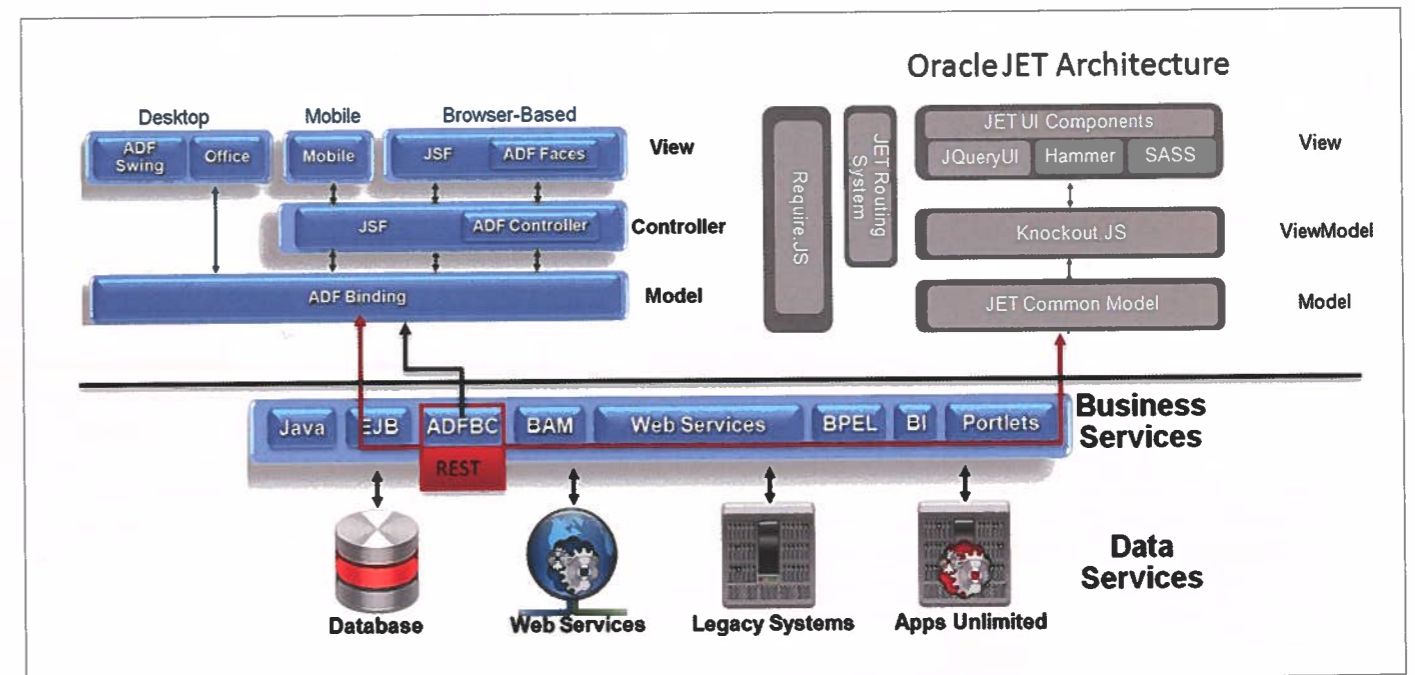 Oracle JET Architecture
Desktop
Mobile
Browser-Based
ADF Swing
Office
Mobile
JSF
ADF Faces
View
JSF
ADF Controller
Controller
ADF Binding
Model
Require.JS
JET Routing System
JET UI Components
JQueryUI
Hammer
SASS
View
Knockout.JS
ViewModel
JET Common Model
Model
Java
EJB
ADFBC
BAM
Web Services
BPEL
BI
Portlets
Business Services
REST
Data Services
Database
Web Services
Legacy Systems
Apps Unlimited